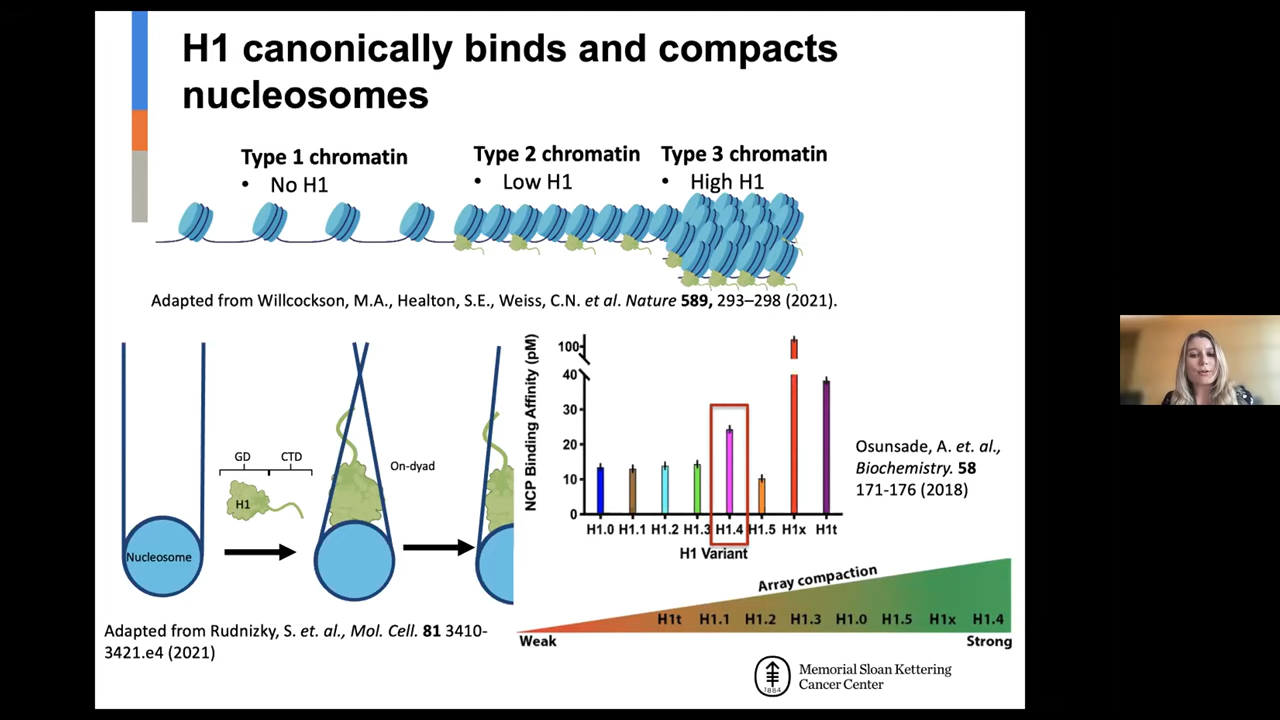 H1 canonically binds and compacts
nucleosomes
Type 1 chromatin
• No H1
Type 2 chromatin
• Low H1
Type 3 chromatin
• High H1
Adapted from Willcockson, M.A., Healton, S.E., Weiss, C.N. et al. Nature 589, 293–298 (2021).
GD
CTD
H1
Nucleosome
On-dyad
Adapted from Rudnizky, S. et. al., Mol. Cell. 81 3410-
3421.e4 (2021)
NCP Binding Affinity (pM)
100
40
30
20
10
0
H1.0 H1.1 H1.2 H1.3 H1.4 H1.5 H1x H1t
H1 Variant
Osunsade, A. et. al.,
Biochemistry. 58
171-176 (2018)
Array compaction
H1t H1.1 H1.2 H1.3 H1.0 H1.5 H1x H1.4
Weak
Strong
1884
Memorial Sloan Kettering
Cancer Center